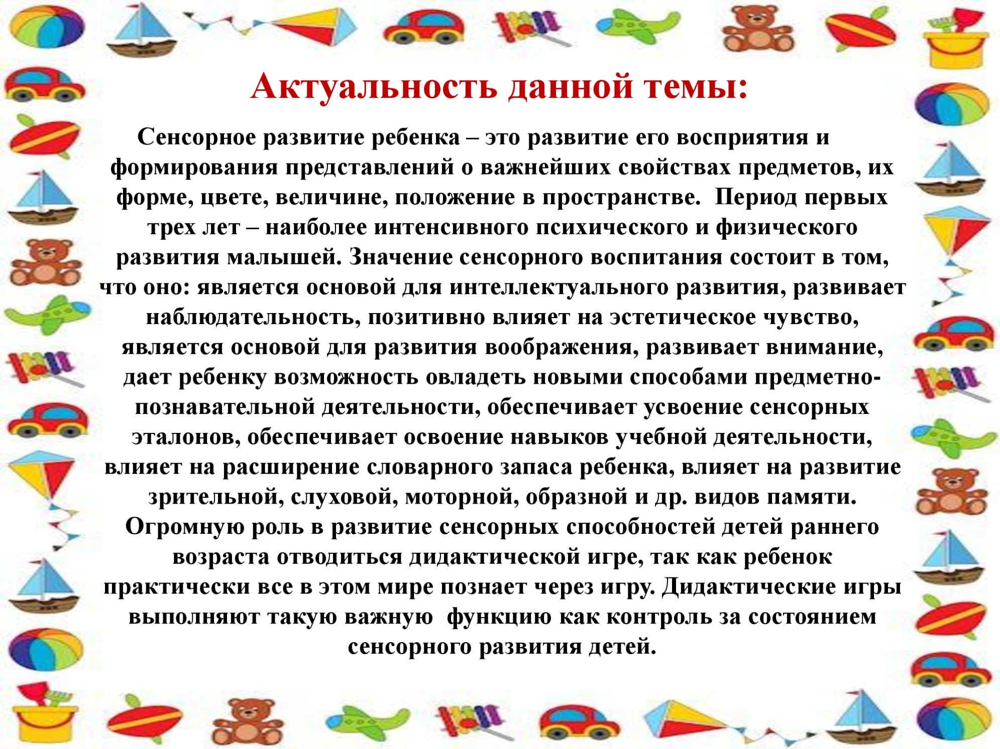 Актуальность данной темы:
Сенсорное развитие ребенка – это развитие его восприятия и
формирования представлений о важнейших свойствах предметов, их
форме, цвете, величине, положение в пространстве.  Период первых
трех лет – наиболее интенсивного психического и физического
развития малышей. Значение сенсорного воспитания состоит в том,
что оно: является основой для интеллектуального развития, развивает
наблюдательность, позитивно влияет на эстетическое чувство,
является основой для развития воображения, развивает внимание,
дает ребенку возможность овладеть новыми способами предметно-
познавательной деятельности, обеспечивает усвоение сенсорных
эталонов, обеспечивает освоение навыков учебной деятельности,
влияет на расширение словарного запаса ребенка, влияет на развитие
зрительной, слуховой, моторной, образной и др. видов памяти.
Огромную роль в развитие сенсорных способностей детей раннего
возраста отводиться дидактической игре, так как ребенок
практически все в этом мире познает через игру. Дидактические игры
выполняют такую важную  функцию как контроль за состоянием
сенсорного развития детей.